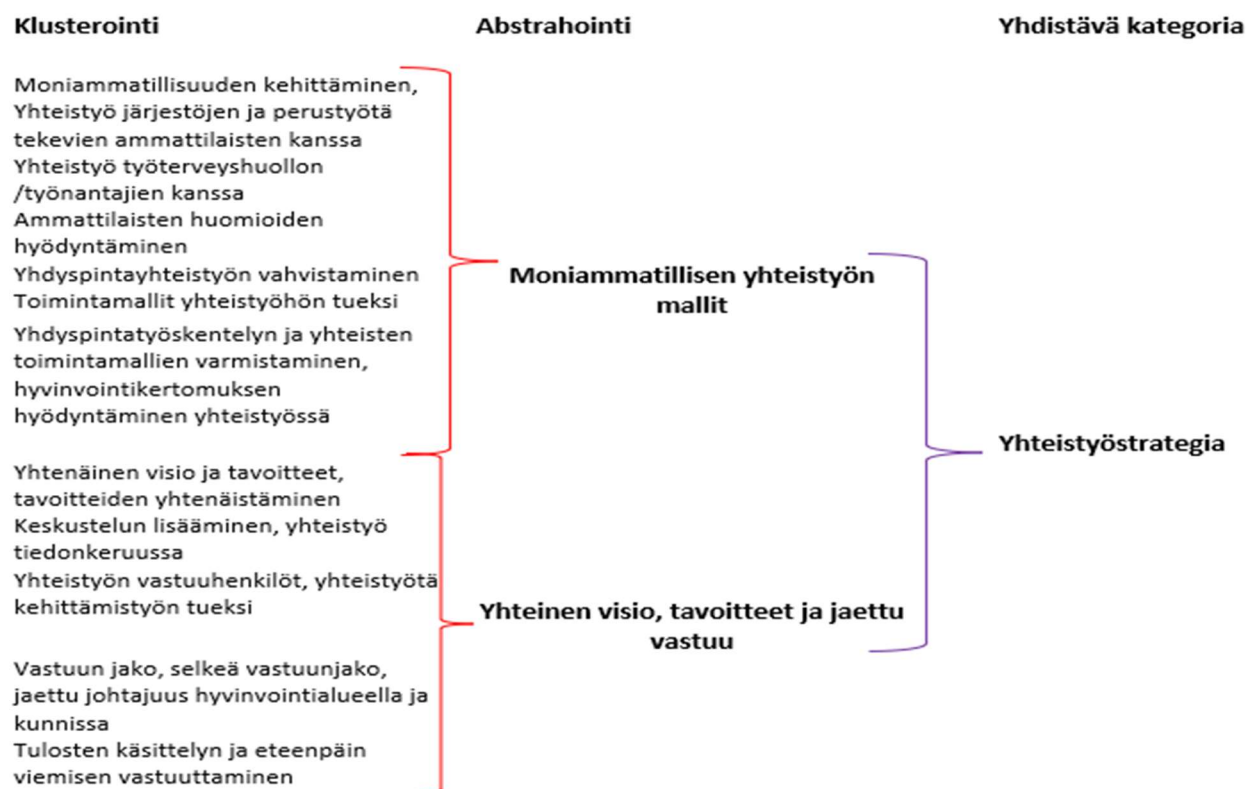 Klusterointi
Abstrahointi
Yhdistävä kategoria
Moniammatillisuuden kehittäminen,
Yhteistyö järjestöjen ja perustyötä
tekevien ammattilaisten kanssa
Yhteistyö työterveyshuollon
/työnantajien kanssa
Ammattilaisten huomioiden
hyödyntäminen
Yhdyspintayhteistyön vahvistaminen
Toimintamallit yhteistyöhön tueksi
Yhdyspintatyöskentelyn ja yhteisten
toimintamallien varmistaminen,
hyvinvointikertomuksen
hyödyntäminen yhteistyössä
Moniammatillisen yhteistyön
mallit
Yhtenäinen visio ja tavoitteet,
tavoitteiden yhtenäistäminen
Keskustelun lisääminen, yhteistyö
tiedonkeruussa
Yhteistyön vastuuhenkilöt, yhteistyötä
kehittämistyön tueksi
Vastuun jako, selkeä vastuunjako,
jaettu johtajuus hyvinvointialueella ja
kunnissa
Tulosten käsittelyn ja eteenpäin
viemisen vastuuttaminen
Yhteinen visio, tavoitteet ja jaettu
vastuu
Yhteistyöstrategia